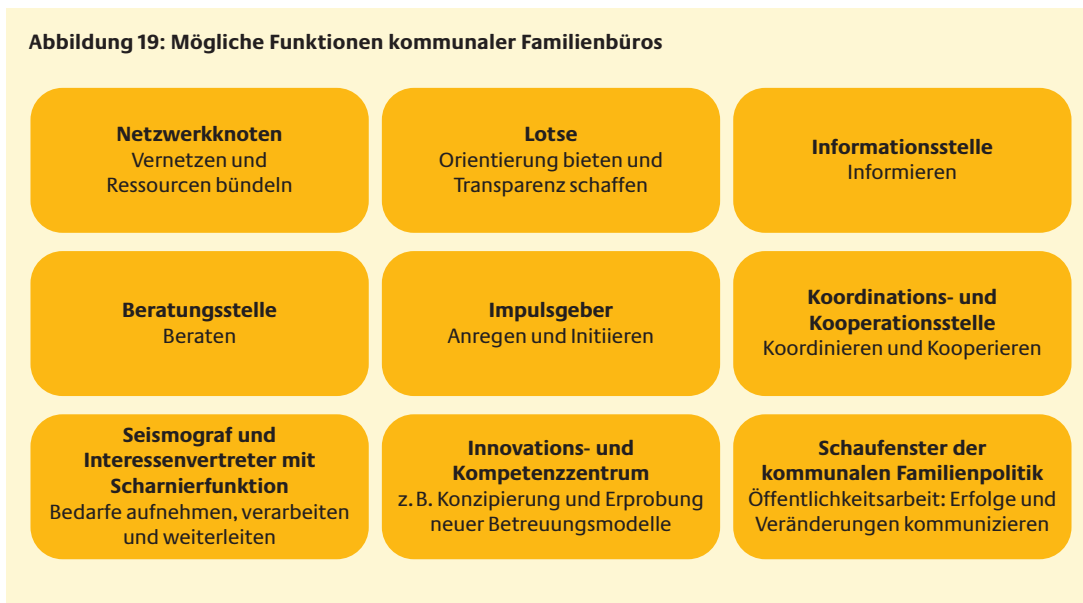 Abbildung 19: Mögliche Funktionen kommunaler Familienbüros
Netzwerkknoten
Vernetzen und
Ressourcen bündeln
Lotse
Orientierung bieten und
Transparenz schaffen
Informationsstelle
Informieren
Beratungsstelle
Beraten
Impulsgeber
Anregen und Initiieren
Koordinations- und
Kooperationsstelle
Koordinieren und Kooperieren
Seismograf und
Interessenvertreter mit
Scharnierfunktion
Bedarfe aufnehmen, verarbeiten
und weiterleiten
Innovations- und
Kompetenzzentrum
z. B. Konzipierung und Erprobung
neuer Betreuungsmodelle
Schaufenster der
kommunalen Familienpolitik
Öffentlichkeitsarbeit: Erfolge und
Veränderungen kommunizieren